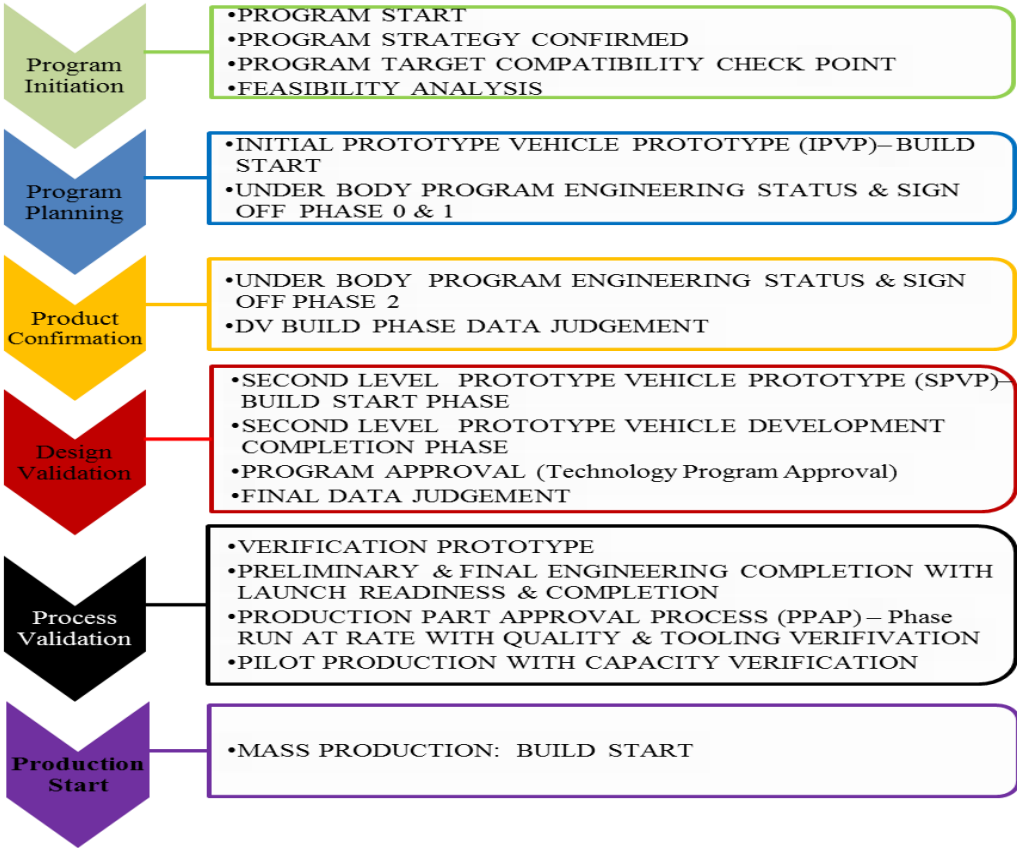 Program
Initiation
•PROGRAM START
•PROGRAM STRATEGY CONFIRMED
•PROGRAM TARGET COMPATIBILITY CHECK POINT
•FEASIBILITY ANALYSIS
Program
Planning
•INITIAL PROTOTYPE VEHICLE PROTOTYPE (IPVP)– BUILD
START
•UNDER BODY PROGRAM ENGINEERING STATUS & SIGN
OFF PHASE 0 & 1
Product
Confirmation
•UNDER BODY PROGRAM ENGINEERING STATUS & SIGN
OFF PHASE 2
•DV BUILD PHASE DATA JUDGEMENT
Design
Validation
•SECOND LEVEL PROTOTYPE VEHICLE PROTOTYPE (SPVP)–
BUILD START PHASE
•SECOND LEVEL PROTOTYPE VEHICLE DEVELOPMENT
COMPLETION PHASE
•PROGRAM APPROVAL (Technology Program Approval)
•FINAL DATA JUDGEMENT
Process
Validation
•VERIFICATION PROTOTYPE
•PRELIMINARY & FINAL ENGINEERING COMPLETION WITH
LAUNCH READINESS & COMPLETION
•PRODUCTION PART APPROVAL PROCESS (PPAP) – Phase
RUN AT RATE WITH QUALITY & TOOLING VERIFIVATION
•PILOT PRODUCTION WITH CAPACITY VERIFICATION
Production
Start
•MASS PRODUCTION: BUILD START